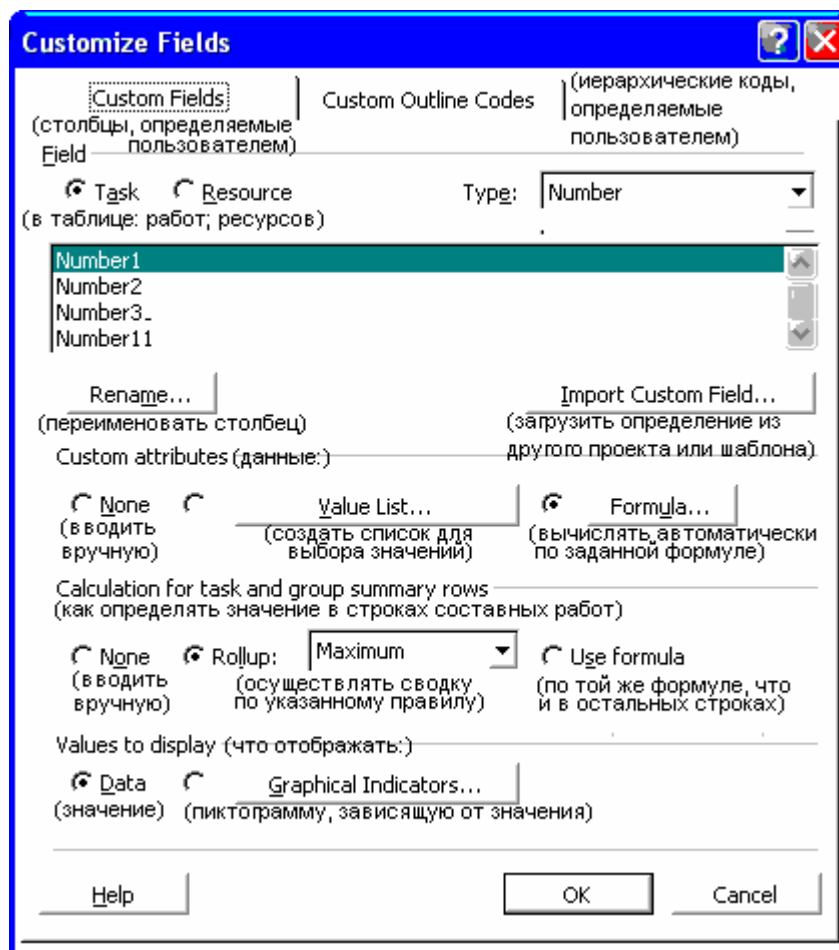 Customize Fields
Custom Fields Custom Outline Codes (иерархические коды,
(столбцы, определяемые определяемые
пользователем) пользователем)
Field
Task Resource Type: Number
(в таблице: работ; ресурсов)
Number1
Number2
Number3
Number11
Rename... Import Custom Field...
(переименовать столбец) (загрузить определение из
Custom attributes (данные:) другого проекта или шаблона)
None Value List... Formula...
(вводить (создать список для (вычислять автоматически
вручную) выбора значений) по заданной формуле)
Calculation for task and group summary rows
(как определять значение в строках составных работ)
None Rollup: Maximum Use formula
(вводить (осуществлять сводку (по той же формуле, что
вручную) по указанному правилу) и в остальных строках)
Values to display (что отображать:)
Data Graphical Indicators...
(значение) (пиктограмму, зависящую от значения)
Help OK Cancel